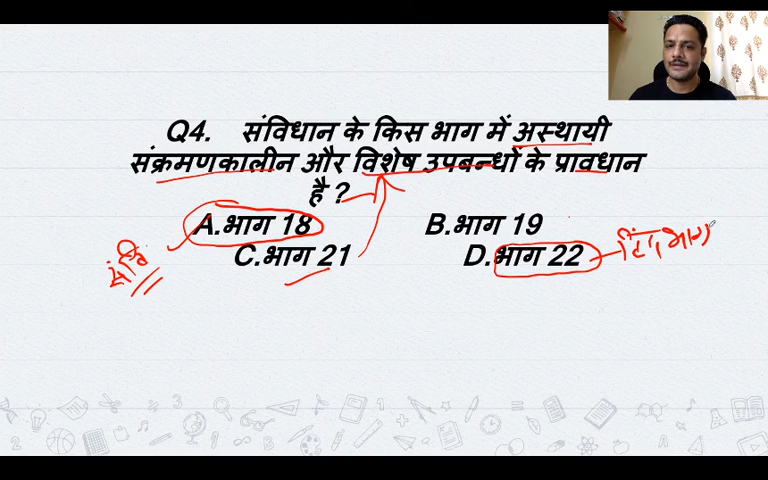 Q4. संविधान के किस भाग में अस्थायी
संक्रमणकालीन और विशेष उपबन्धों के प्रावधान
है ?
A.भाग 18 B.भाग 19
C.भाग 21 D.भाग 22